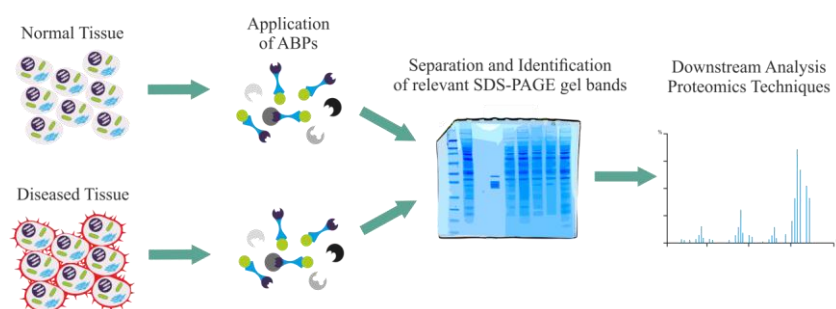 Normal Tissue
Application
of ABPs
Separation and Identification
of relevant SDS-PAGE gel bands
Downstream Analysis
Proteomics Techniques
Diseased Tissue
%